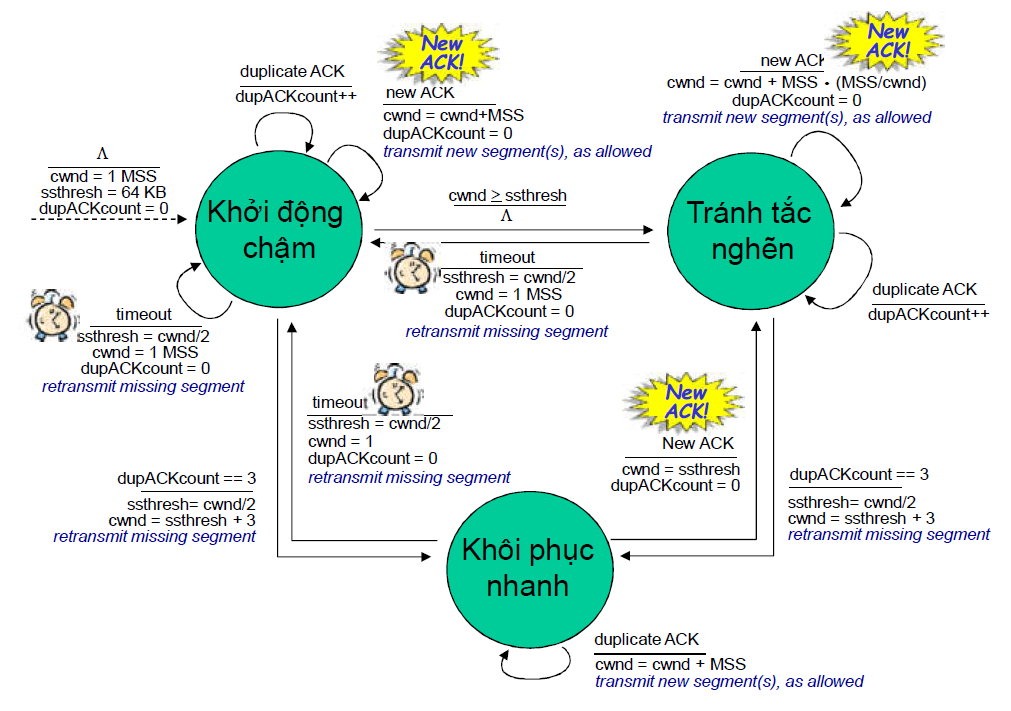 New
ACK!
duplicate ACK
dupACKcount++
new ACK
cwnd = cwnd+MSS
dupACKcount = 0
transmit new segment(s), as allowed
New
ACK!
new ACK
cwnd = cwnd + MSS • (MSS/cwnd)
dupACKcount = 0
transmit new segment(s), as allowed
Λ
cwnd = 1 MSS
ssthresh = 64 KB
dupACKcount = 0
Khởi động
chậm
cwnd ≥ ssthresh
Λ
Tránh tắc
nghẽn
timeout
ssthresh = cwnd/2
cwnd = 1 MSS
dupACKcount = 0
retransmit missing segment
duplicate ACK
dupACKcount++
timeout
ssthresh = cwnd/2
cwnd = 1 MSS
dupACKcount = 0
retransmit missing segment
timeout
ssthresh = cwnd/2
cwnd = 1
dupACKcount = 0
retransmit missing segment
New
ACK!
New ACK
cwnd = ssthresh
dupACKcount = 0
dupACKcount == 3
ssthresh= cwnd/2
cwnd = ssthresh + 3
retransmit missing segment
dupACKcount == 3
ssthresh= cwnd/2
cwnd = ssthresh + 3
retransmit missing segment
Khôi phục
nhanh
duplicate ACK
cwnd = cwnd + MSS
transmit new segment(s), as allowed